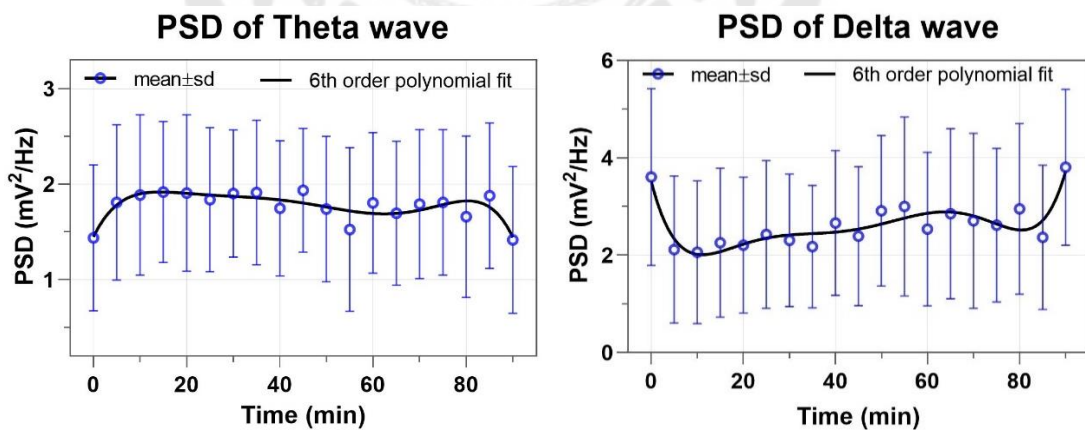 PSD of Theta wave
mean±sd 6th order polynomial fit
PSD (mV²/Hz)
3
2
1
0 20 40 60 80
Time (min)
PSD of Delta wave
mean±sd 6th order polynomial fit
PSD (mV²/Hz)
6
4
2
0
0 20 40 60 80
Time (min)